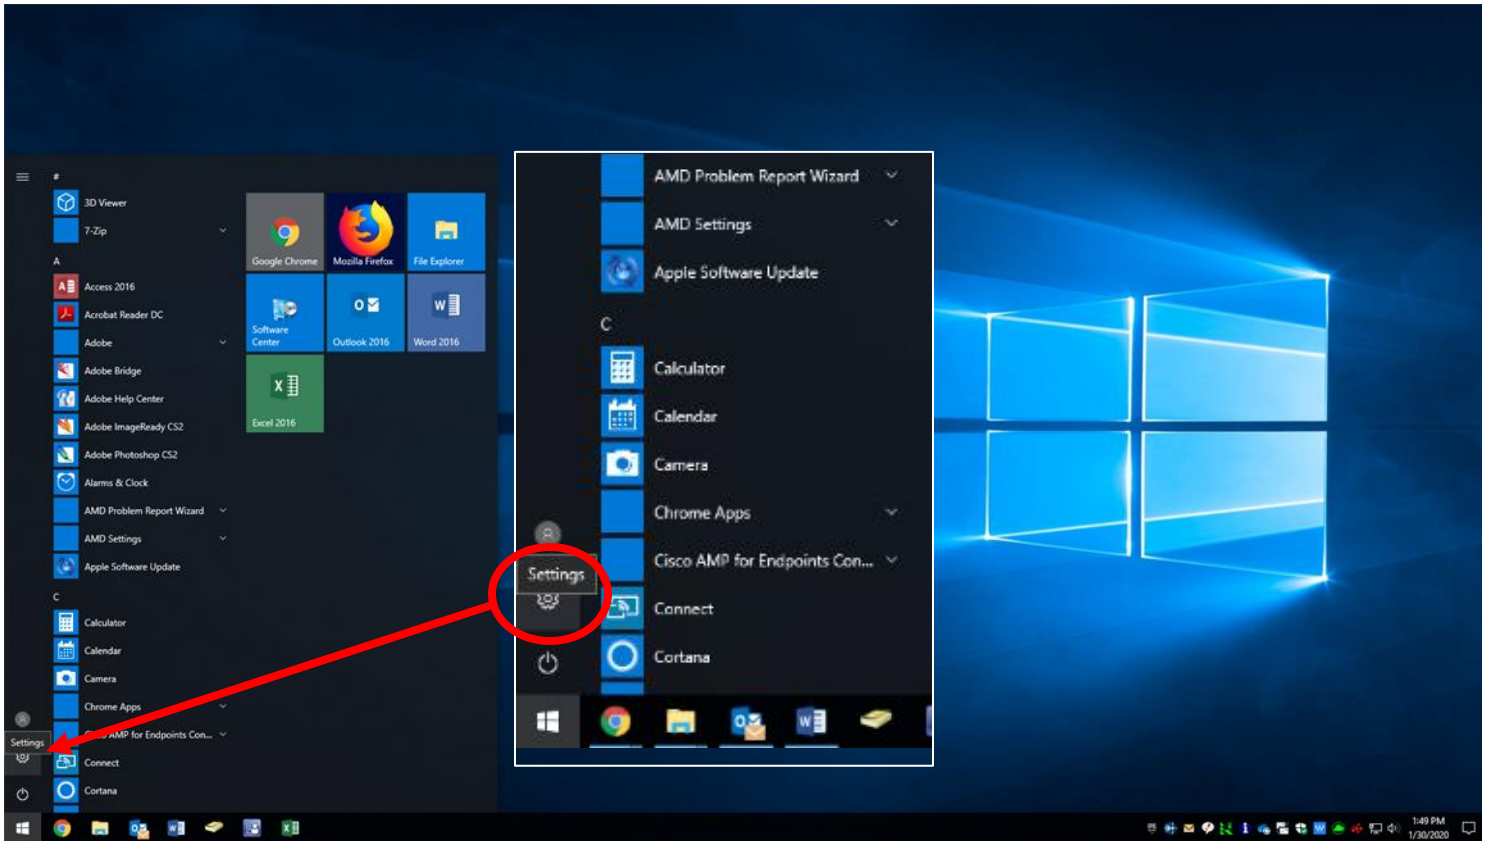 #
3D Viewer
7-Zip
A
Access 2016
Acrobat Reader DC
Adobe
Adobe Bridge
Adobe Help Center
Adobe ImageReady CS2
Adobe Photoshop CS2
Alarms & Clock
AMD Problem Report Wizard
AMD Settings
Apple Software Update
C
Calculator
Calendar
Camera
Chrome Apps
Cisco AMP for Endpoints Con...
Connect
Cortana
Settings
Google Chrome
Mozilla Firefox
File Explorer
Software
Center
Outlook 2016
Word 2016
Excel 2016
AMD Problem Report Wizard
AMD Settings
Apple Software Update
C
Calculator
Calendar
Camera
Chrome Apps
Cisco AMP for Endpoints Con...
Connect
Cortana
Settings
1:49 PM
1/30/2020